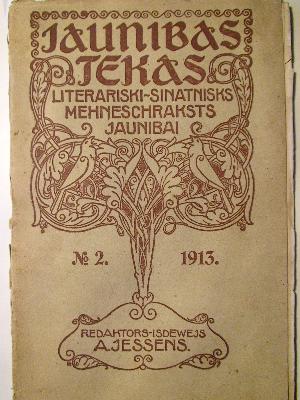 JAUNIBAS
TEKAS
LITERARISKI-SINATNISKS
MEHNESCHRAKSTS
JAUNIBAI
№ 2. 1913.
REDAKTORS-ISDEWEJS
A. JESSENS.